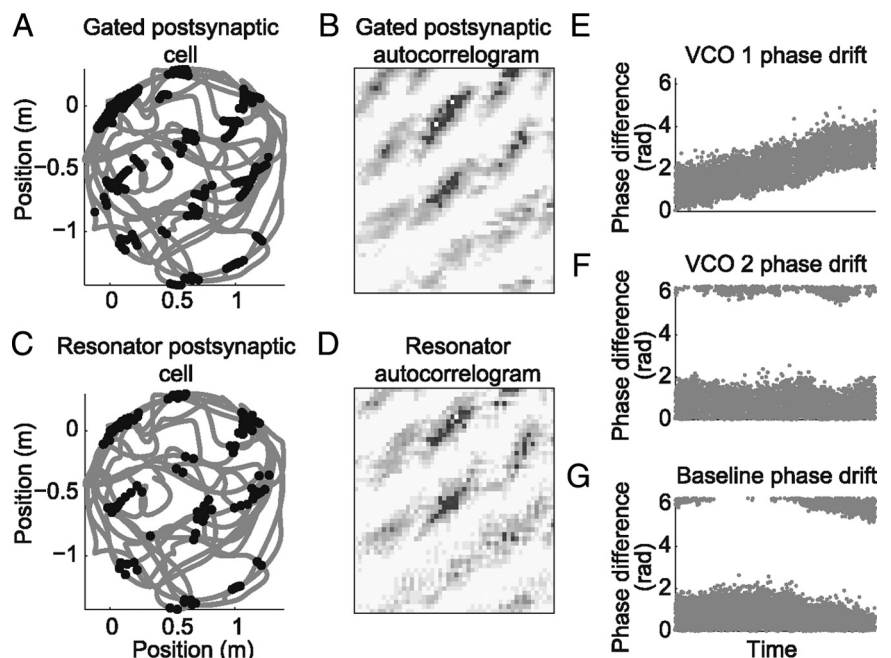 A
Gated postsynaptic
cell
Position (m)
0
−0.5
−1
0
0.5
1
B
Gated postsynaptic
autocorrelogram
C
Resonator postsynaptic
cell
Position (m)
0
−0.5
−1
0
0.5
1
Position (m)
D
Resonator
autocorrelogram
E
VCO 1 phase drift
Phase difference
(rad)
6
4
2
0
F
VCO 2 phase drift
Phase difference
(rad)
6
4
2
0
G
Baseline phase drift
Phase difference
(rad)
6
4
2
0
Time